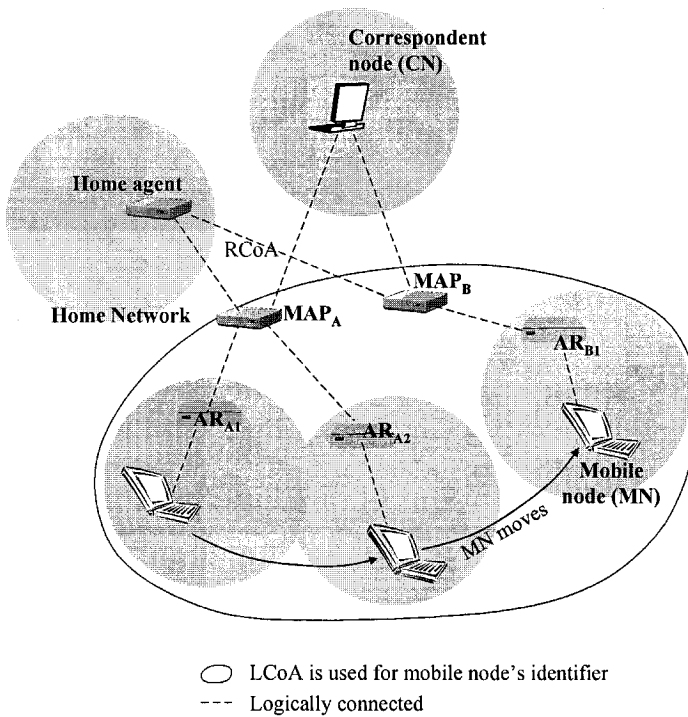 Correspondent
node (CN)
Home agent
RCoA
MAP_B
Home Network
MAP_A
AR_B1
AR_A1
AR_A2
Mobile
node (MN)
MN moves
LCoA is used for mobile node's identifier
Logically connected